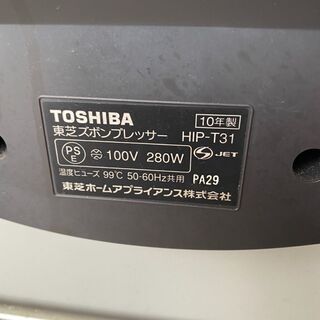 TOSHIBA 10年製
東芝ズボンプレッサー HIP-T31
PS E 100V 280W S JET
温度ヒューズ 99℃ 50-60Hz共用 PA29
東芝ホームアプライアンス株式会社